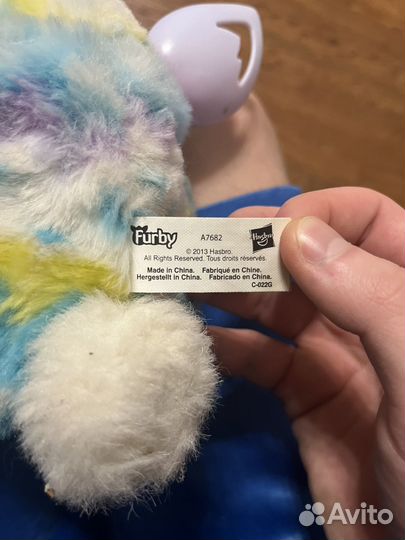 Furby
A7682
Hasbro
© 2013 Hasbro.
All Rights Reserved. Tous droits réservés.
Made in China. Fabriqué en Chine.
Hergestellt in China. Fabricado en China.
C-022G
Avito